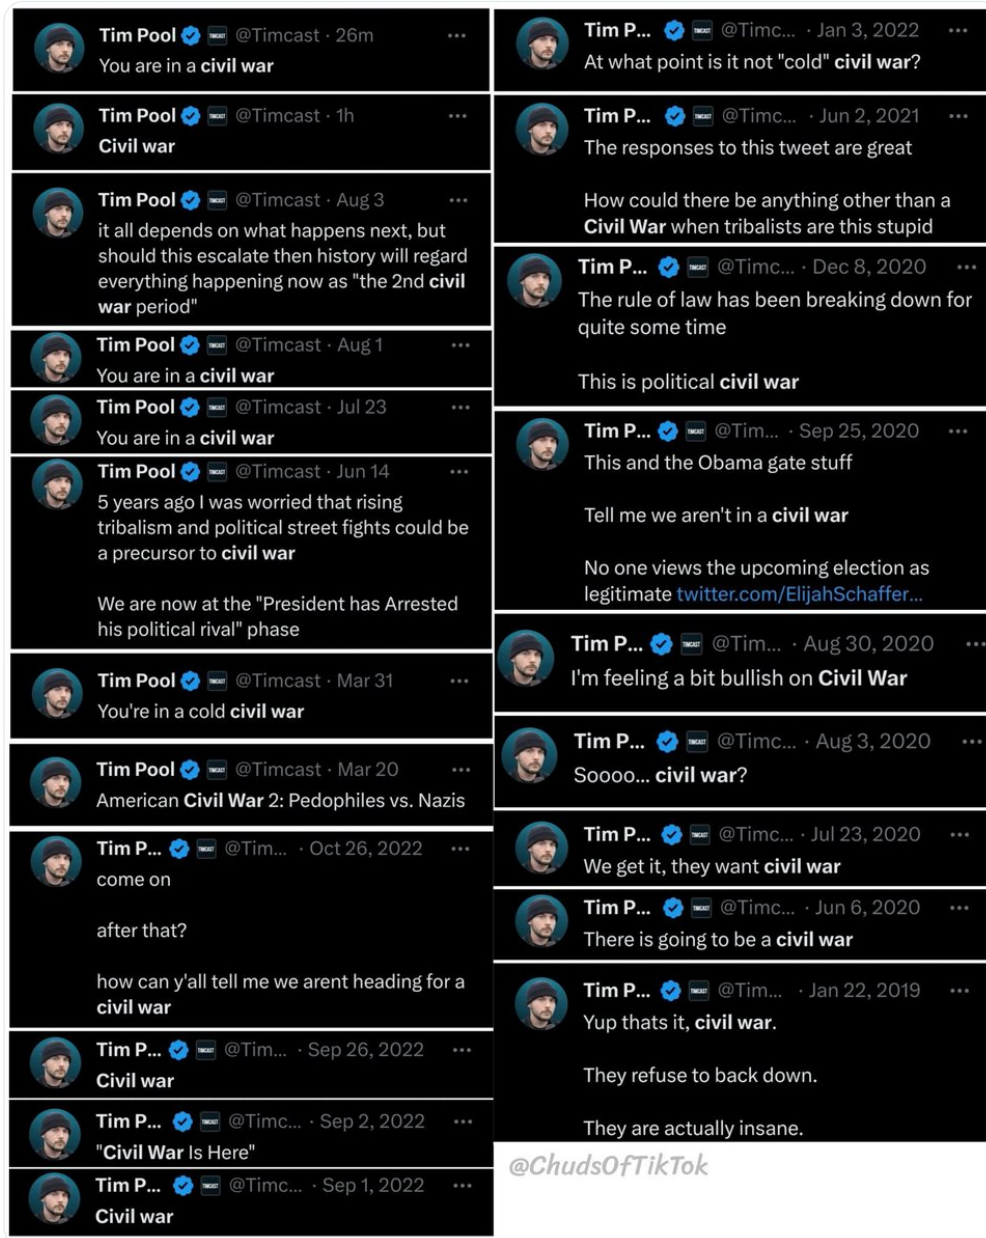 Tim Pool @Timcast · 26m
You are in a civil war
Tim Pool @Timcast · 1h
Civil war
Tim Pool @Timcast · Aug 3
it all depends on what happens next, but
should this escalate then history will regard
everything happening now as "the 2nd civil
war period"
Tim Pool @Timcast · Aug 1
You are in a civil war
Tim Pool @Timcast · Jul 23
You are in a civil war
Tim Pool @Timcast · Jun 14
5 years ago I was worried that rising
tribalism and political street fights could be
a precursor to civil war
We are now at the "President has Arrested
his political rival" phase
Tim Pool @Timcast · Mar 31
You're in a cold civil war
Tim Pool @Timcast · Mar 20
American Civil War 2: Pedophiles vs. Nazis
Tim P... @Tim... · Oct 26, 2022
come on
after that?
how can y'all tell me we arent heading for a
civil war
Tim P... @Tim... · Sep 26, 2022
Civil war
Tim P... @Timc... · Sep 2, 2022
"Civil War Is Here"
Tim P... @Timc... · Sep 1, 2022
Civil war
Tim P... @Timc... · Jan 3, 2022
At what point is it not "cold" civil war?
Tim P... @Timc... · Jun 2, 2021
The responses to this tweet are great
How could there be anything other than a
Civil War when tribalists are this stupid
Tim P... @Timc... · Dec 8, 2020
The rule of law has been breaking down for
quite some time
This is political civil war
Tim P... @Tim... · Sep 25, 2020
This and the Obama gate stuff
Tell me we aren't in a civil war
No one views the upcoming election as
legitimate twitter.com/ElijahSchaffer...
Tim P... @Tim... · Aug 30, 2020
I'm feeling a bit bullish on Civil War
Tim P... @Timc... · Aug 3, 2020
Soooo... civil war?
Tim P... @Timc... · Jul 23, 2020
We get it, they want civil war
Tim P... @Timc... · Jun 6, 2020
There is going to be a civil war
Tim P... @Tim... · Jan 22, 2019
Yup thats it, civil war.
They refuse to back down.
They are actually insane.
@ChudsOfTikTok